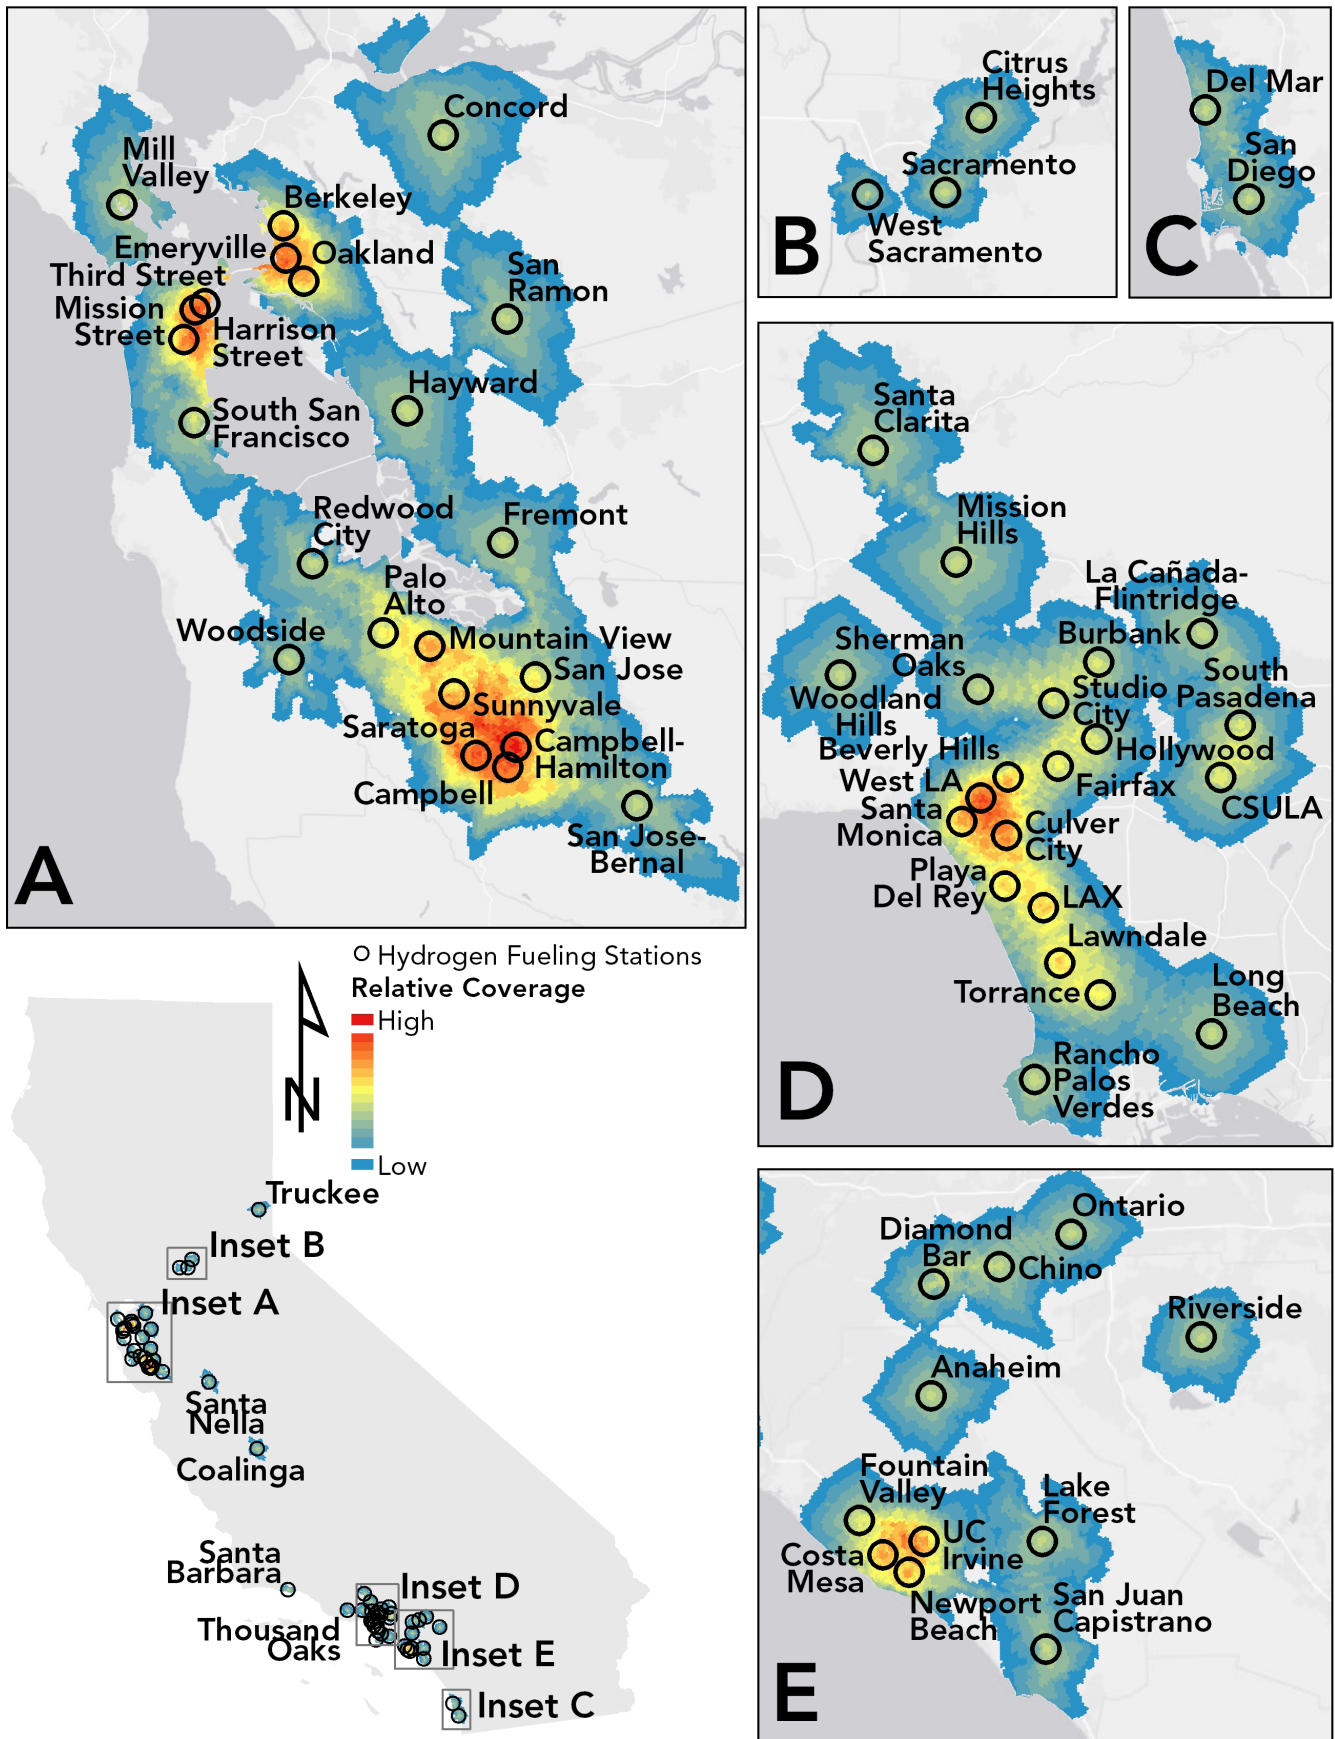 Concord
Mill
Valley
Berkeley
Emeryville
Oakland
Third Street
Mission
Street
Harrison
Street
San
Ramon
Hayward
South San
Francisco
Redwood
City
Fremont
Palo
Alto
Woodside
Mountain View
San Jose
Sunnyvale
Saratoga
Campbell-
Hamilton
Campbell
San Jose-
Bernal
A
Citrus
Heights
Sacramento
West
Sacramento
B
Del Mar
San
Diego
C
Santa
Clarita
Mission
Hills
La Cañada-
Flintridge
Sherman
Oaks
Burbank
South
Pasadena
Woodland
Hills
Studio
City
Beverly Hills
Hollywood
West LA
Fairfax
Santa
Monica
CSULA
Culver
City
Playa
Del Rey
LAX
Lawndale
Torrance
Long
Beach
Rancho
Palos
Verdes
D
Hydrogen Fueling Stations
Relative Coverage
High
Low
N
Truckee
Inset B
Inset A
Santa
Nella
Coalinga
Santa
Barbara
Inset D
Thousand
Oaks
Inset E
Inset C
Ontario
Diamond
Bar
Chino
Riverside
Anaheim
Fountain
Valley
Lake
Forest
UC
Irvine
Costa
Mesa
Newport
Beach
San Juan
Capistrano
E